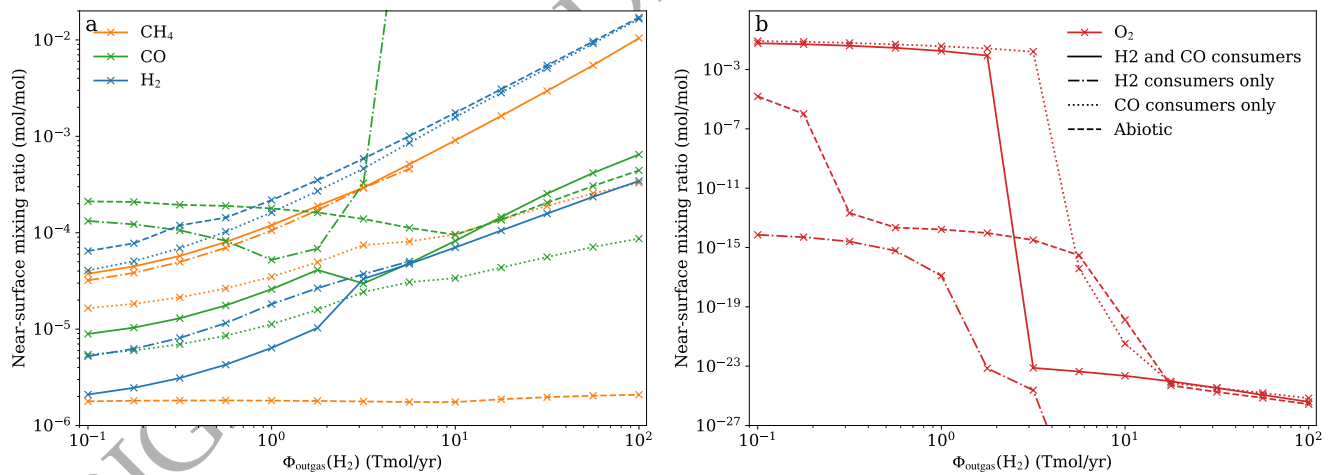 a
CH₄
CO
H₂
10⁻²
10⁻³
10⁻⁴
10⁻⁵
10⁻⁶
Near-surface mixing ratio (mol/mol)
10⁻¹ 10⁰ 10¹ 10²
Φoutgas(H₂) (Tmol/yr)
b
O₂
H2 and CO consumers
H2 consumers only
CO consumers only
Abiotic
10⁻³
10⁻⁷
10⁻¹¹
10⁻¹⁵
10⁻¹⁹
10⁻²³
10⁻²⁷
Near-surface mixing ratio (mol/mol)
10⁻¹ 10⁰ 10¹ 10²
Φoutgas(H₂) (Tmol/yr)